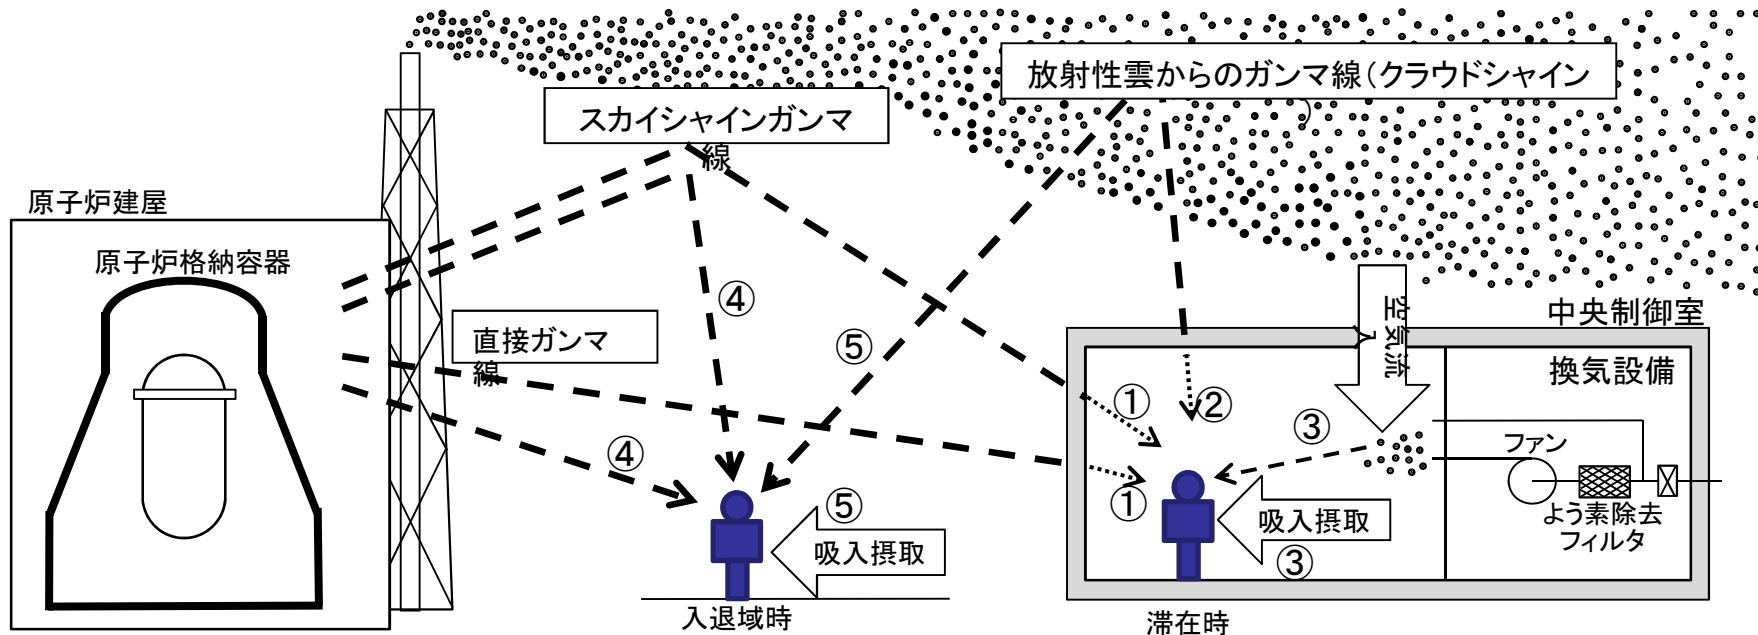 放射性雲からのガンマ線(クラウドシャイン
)
スカイシャインガンマ
線
原子炉建屋
原子炉格納容器
直接ガンマ
線
④
⑤
④
⑤
吸入摂取
入退域時
中央制御室
空気流
入
換気設備
①
②
③
①
ファン
よう素除去
フィルタ
吸入摂取
③
滞在時